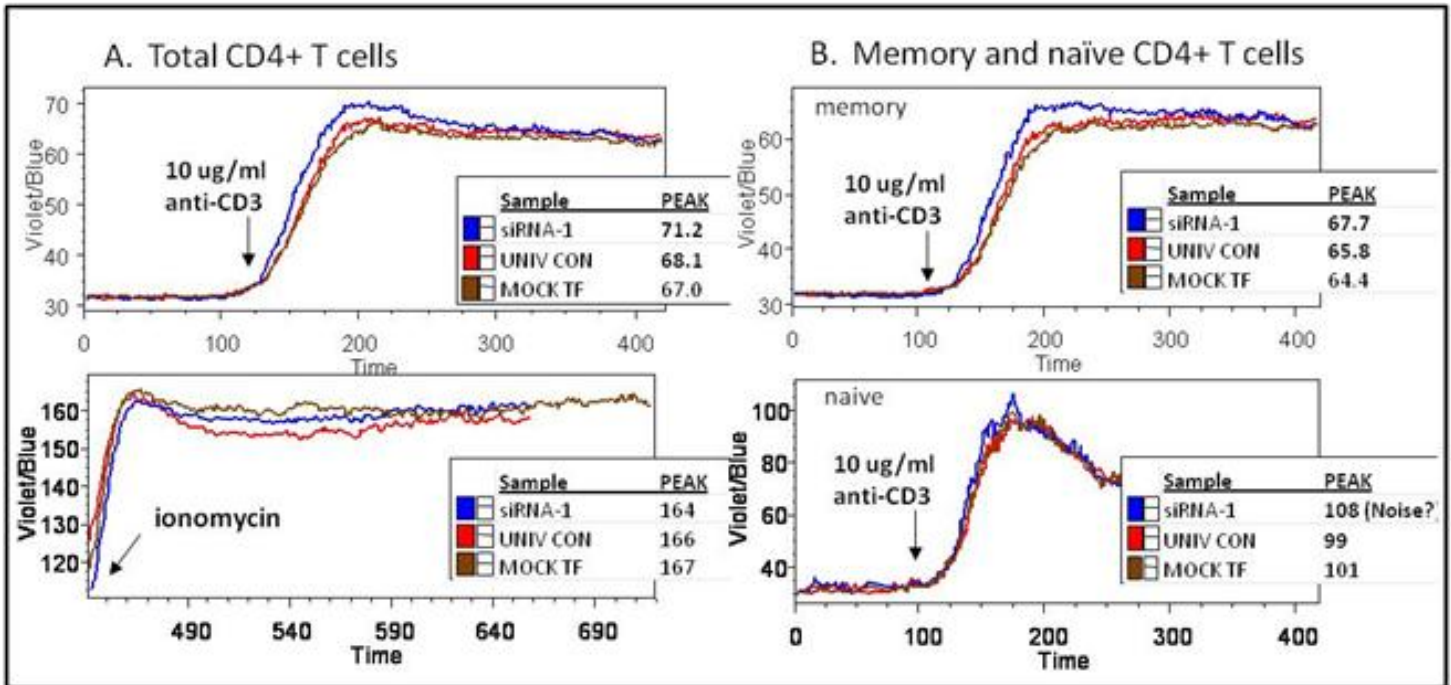 A. Total CD4+ T cells
70
60
50
40
30
Violet/Blue
10 ug/ml
anti-CD3
Sample PEAK
siRNA-1 71.2
UNIV CON 68.1
MOCK TF 67.0
0 100 200 300 400
Time
160
150
140
130
120
Violet/Blue
ionomycin
Sample PEAK
siRNA-1 164
UNIV CON 166
MOCK TF 167
490 540 590 640 690
Time
B. Memory and naïve CD4+ T cells
memory
60
50
40
30
Violet/Blue
10 ug/ml
anti-CD3
Sample PEAK
siRNA-1 67.7
UNIV CON 65.8
MOCK TF 64.4
0 100 200 300 400
Time
naive
100
80
60
40
Violet/Blue
10 ug/ml
anti-CD3
Sample PEAK
siRNA-1 108 (Noise?)
UNIV CON 99
MOCK TF 101
0 100 200 300 400
Time